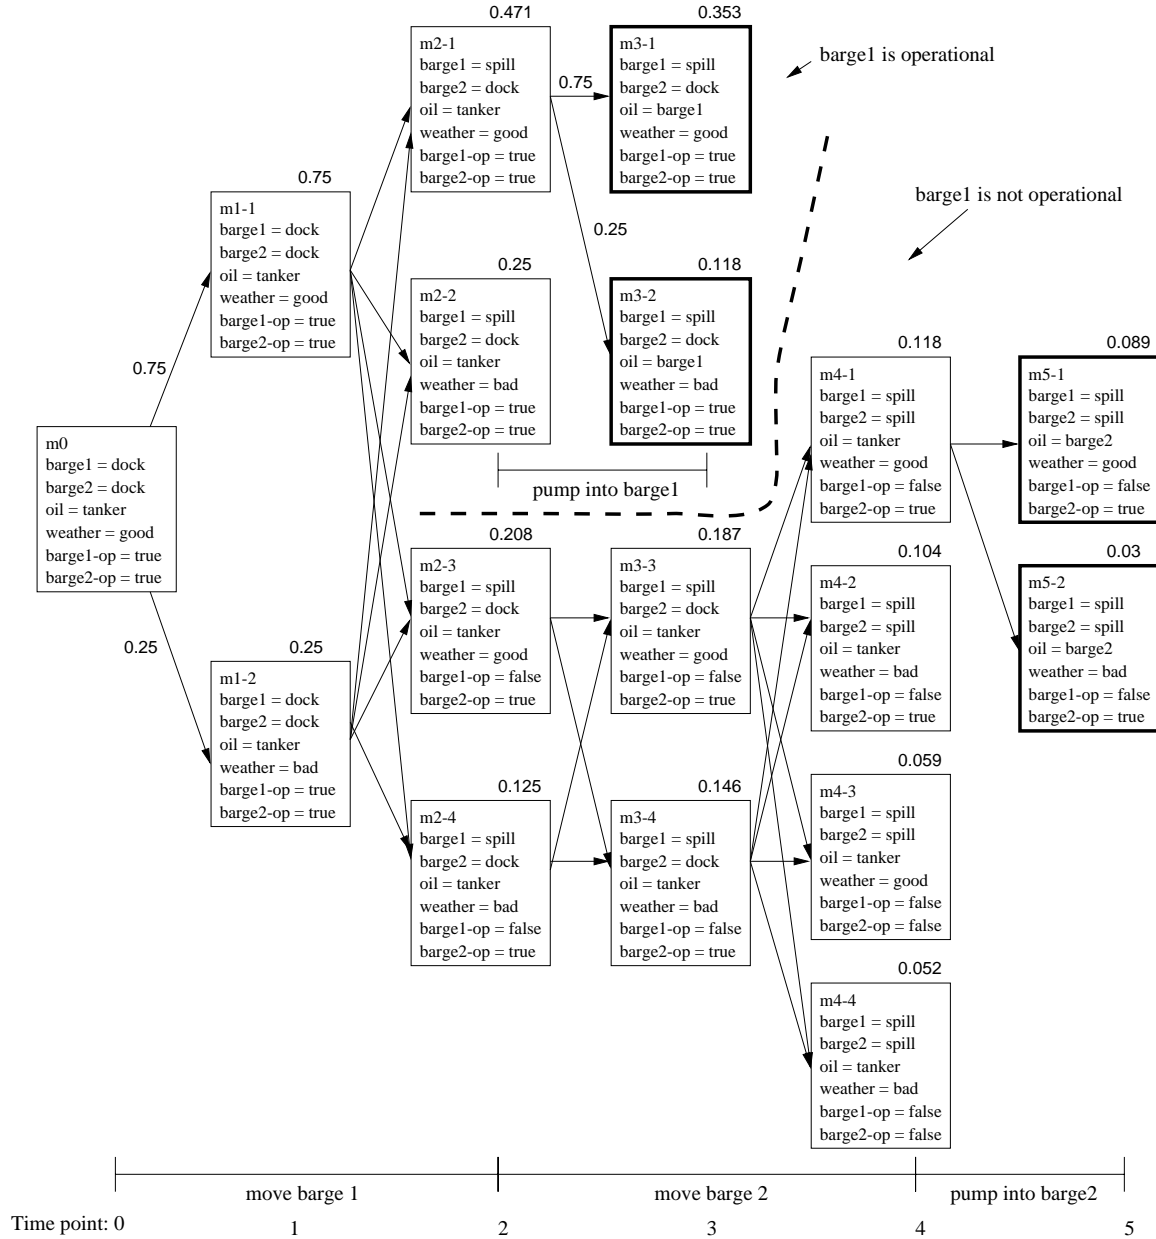 0.471
m2-1
barge1 = spill
barge2 = dock
oil = tanker
weather = good
barge1-op = true
barge2-op = true
0.75
0.353
m3-1
barge1 = spill
barge2 = dock
oil = barge1
weather = good
barge1-op = true
barge2-op = true
barge1 is operational
barge1 is not operational
0.75
m1-1
barge1 = dock
barge2 = dock
oil = tanker
weather = good
barge1-op = true
barge2-op = true
0.25
0.25
m2-2
barge1 = spill
barge2 = dock
oil = tanker
weather = bad
barge1-op = true
barge2-op = true
0.118
m3-2
barge1 = spill
barge2 = dock
oil = barge1
weather = bad
barge1-op = true
barge2-op = true
pump into barge1
0.75
m0
barge1 = dock
barge2 = dock
oil = tanker
weather = good
barge1-op = true
barge2-op = true
0.25
0.25
m1-2
barge1 = dock
barge2 = dock
oil = tanker
weather = bad
barge1-op = true
barge2-op = true
0.208
m2-3
barge1 = spill
barge2 = dock
oil = tanker
weather = good
barge1-op = false
barge2-op = true
0.187
m3-3
barge1 = spill
barge2 = dock
oil = tanker
weather = good
barge1-op = false
barge2-op = true
0.125
m2-4
barge1 = spill
barge2 = dock
oil = tanker
weather = bad
barge1-op = false
barge2-op = true
0.146
m3-4
barge1 = spill
barge2 = dock
oil = tanker
weather = bad
barge1-op = false
barge2-op = true
0.118
m4-1
barge1 = spill
barge2 = spill
oil = tanker
weather = good
barge1-op = false
barge2-op = true
0.089
m5-1
barge1 = spill
barge2 = spill
oil = barge2
weather = good
barge1-op = false
barge2-op = true
0.104
m4-2
barge1 = spill
barge2 = spill
oil = tanker
weather = bad
barge1-op = false
barge2-op = true
0.03
m5-2
barge1 = spill
barge2 = spill
oil = barge2
weather = bad
barge1-op = false
barge2-op = true
0.059
m4-3
barge1 = spill
barge2 = spill
oil = tanker
weather = good
barge1-op = false
barge2-op = false
0.052
m4-4
barge1 = spill
barge2 = spill
oil = tanker
weather = bad
barge1-op = false
barge2-op = false
move barge 1
move barge 2
pump into barge2
Time point: 0 1 2 3 4 5